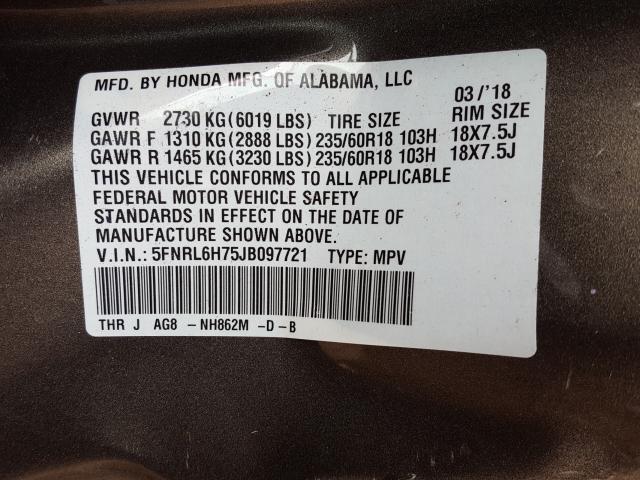 MFD. BY HONDA MFG. OF ALABAMA, LLC 03/'18
GVWR 2730 KG (6019 LBS) TIRE SIZE RIM SIZE
GAWR F 1310 KG (2888 LBS) 235/60R18 103H 18X7.5J
GAWR R 1465 KG (3230 LBS) 235/60R18 103H 18X7.5J
THIS VEHICLE CONFORMS TO ALL APPLICABLE
FEDERAL MOTOR VEHICLE SAFETY
STANDARDS IN EFFECT ON THE DATE OF
MANUFACTURE SHOWN ABOVE.
V.I.N.: 5FNRL6H75JB097721 TYPE: MPV
THR J AG8 - NH862M -D -B